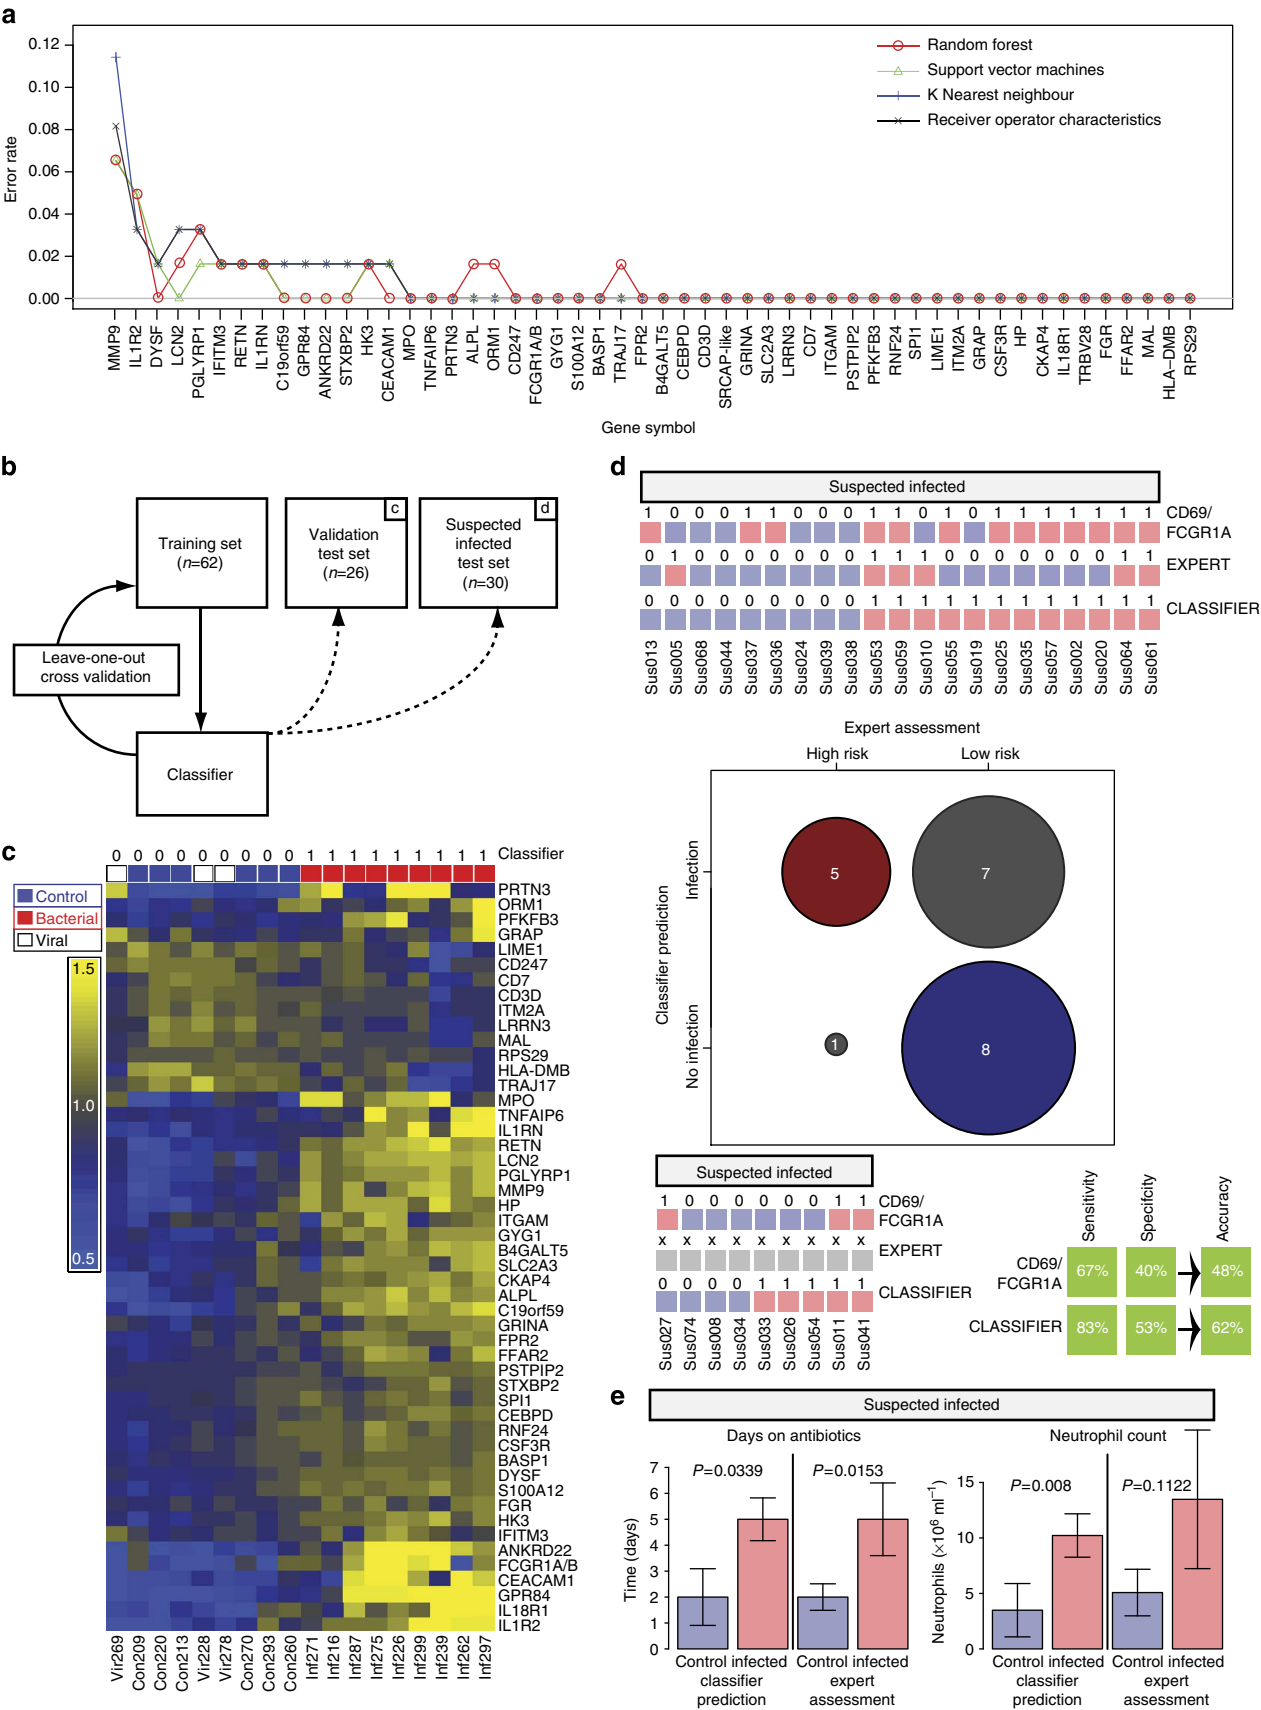 a
0.12
0.10
0.08
0.06
0.04
0.02
0.00
Error rate
Random forest
Support vector machines
K Nearest neighbour
Receiver operator characteristics
MMP9
IL1R2
DYSF
LCN2
PGLYRP1
IFITM3
RETN
IL1RN
C19orf59
GPR84
ANKRD22
STXBP2
HK3
CEACAM1
MPO
TNFAIP6
PRTN3
ALPL
ORM1
CD247
FCGR1A/B
GYG1
S100A12
BASP1
TRAJ17
FPR2
B4GALT5
CEBPD
CD3D
SRCAP-like
GRINA
SLC2A3
LRRN3
CD7
ITGAM
PSTPIP2
PFKFB3
RNF24
SPI1
LIME1
ITM2A
GRAP
CSF3R
HP
CKAP4
IL18R1
TRBV28
FGR
FFAR2
MAL
HLA–DMB
RPS29
Gene symbol
b
Training set
(n=62)
c
Validation
test set
(n=26)
d
Suspected
infected
test set
(n=30)
Leave-one-out
cross validation
Classifier
c
0 0 0 0 0 0 0 0 0 1 1 1 1 1 1 1 1 1 Classifier
Control
Bacterial
Viral
1.5
1.0
0.5
PRTN3
ORM1
PFKFB3
GRAP
LIME1
CD247
CD7
CD3D
ITM2A
LRRN3
MAL
RPS29
HLA-DMB
TRAJ17
MPO
TNFAIP6
IL1RN
RETN
LCN2
PGLYRP1
MMP9
HP
ITGAM
GYG1
B4GALT5
SLC2A3
CKAP4
ALPL
C19orf59
GRINA
FPR2
FFAR2
PSTPIP2
STXBP2
SPI1
CEBPD
RNF24
CSF3R
BASP1
DYSF
S100A12
FGR
HK3
IFITM3
ANKRD22
FCGR1A/B
CEACAM1
GPR84
IL18R1
IL1R2
Vir269
Con209
Con220
Con213
Vir228
Vir278
Con270
Con293
Con260
Inf271
Inf216
Inf287
Inf275
Inf226
Inf299
Inf239
Inf262
Inf297
d
Suspected infected
1 0 0 0 1 1 0 0 0 1 1 0 1 0 1 1 1 1 1 1 1 CD69/
FCGR1A
0 1 0 0 0 0 0 0 0 1 1 1 0 0 0 0 0 0 0 1 1
EXPERT
0 0 0 0 0 0 0 0 0 1 1 1 1 1 1 1 1 1 1 1 1
CLASSIFIER
Sus013
Sus005
Sus068
Sus044
Sus037
Sus036
Sus024
Sus039
Sus038
Sus053
Sus059
Sus010
Sus055
Sus019
Sus025
Sus035
Sus057
Sus002
Sus020
Sus064
Sus061
Expert assessment
High risk
Low risk
Classifier prediction
Infection
No infection
5
7
1
8
Suspected infected
1 0 0 0 0 0 0 1 1 CD69/
FCGR1A
x x x x x x x x x
EXPERT
0 0 0 0 1 1 1 1 1
CLASSIFIER
Sus027
Sus074
Sus008
Sus034
Sus033
Sus026
Sus054
Sus011
Sus041
Sensitivity
Specifcity
Accuracy
CD69/
FCGR1A
67%
40%
48%
CLASSIFIER
83%
53%
62%
e
Suspected infected
Days on antibiotics
Time (days)
7
6
5
4
3
2
1
0
P=0.0339
P=0.0153
Control infected
classifier
prediction
Control infected
expert
assessment
Neutrophil count
Neutrophils (×10⁶ ml⁻¹)
15
10
5
0
P=0.008
P=0.1122
Control infected
classifier
prediction
Control infected
expert
assessment